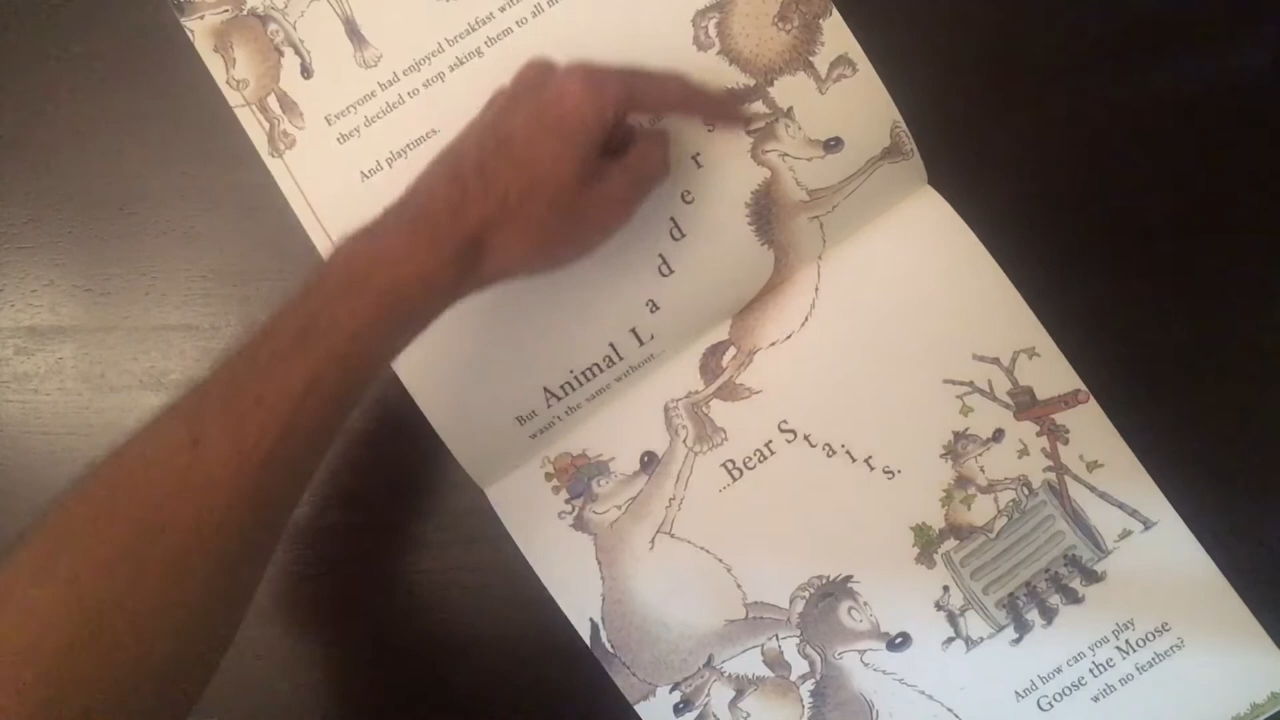 Everyone had enjoyed breakfast with
they decided to stop asking them to all
And playtimes.
But Animal Ladders
wasn't the same without...
...Bear Stairs.
And how can you play
Goose the Moose
with no feathers?